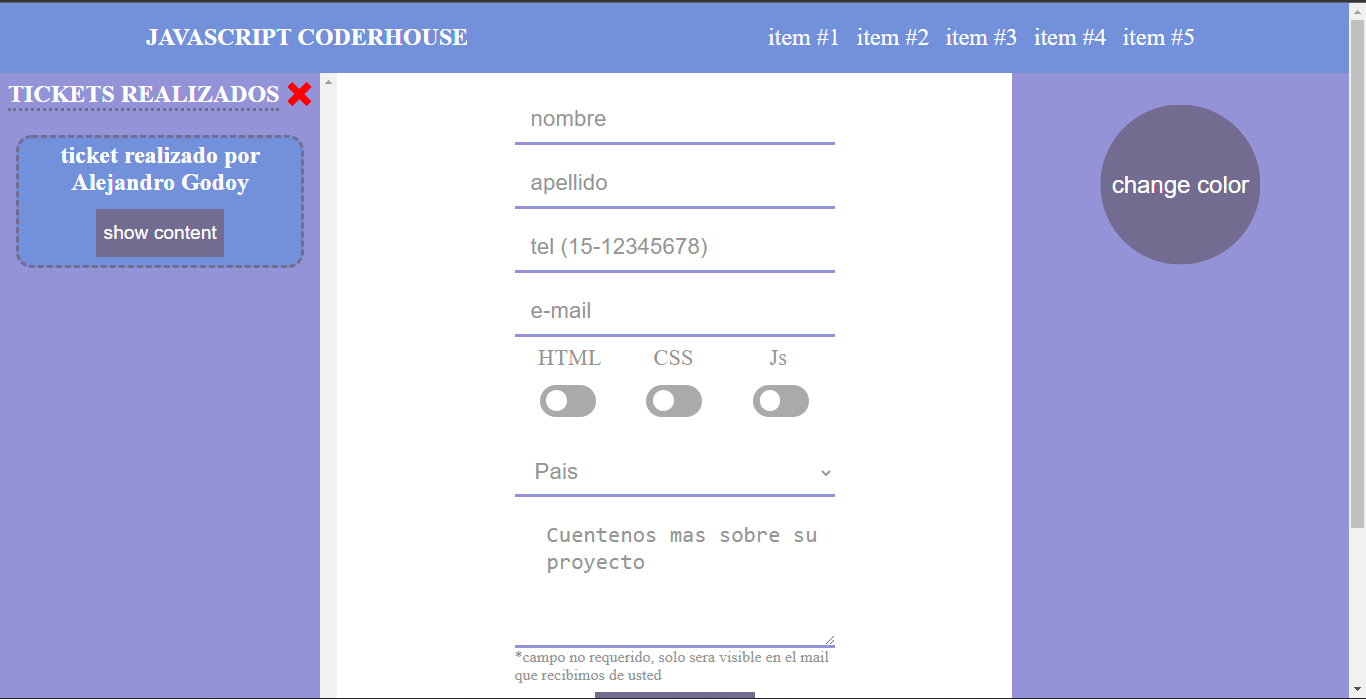 JAVASCRIPT CODERHOUSE
item #1 item #2 item #3 item #4 item #5
TICKETS REALIZADOS
ticket realizado por
Alejandro Godoy
show content
nombre
apellido
tel (15-12345678)
e-mail
HTML CSS Js
Pais
Cuentenos mas sobre su
proyecto
*campo no requerido, solo sera visible en el mail
que recibimos de usted
change color